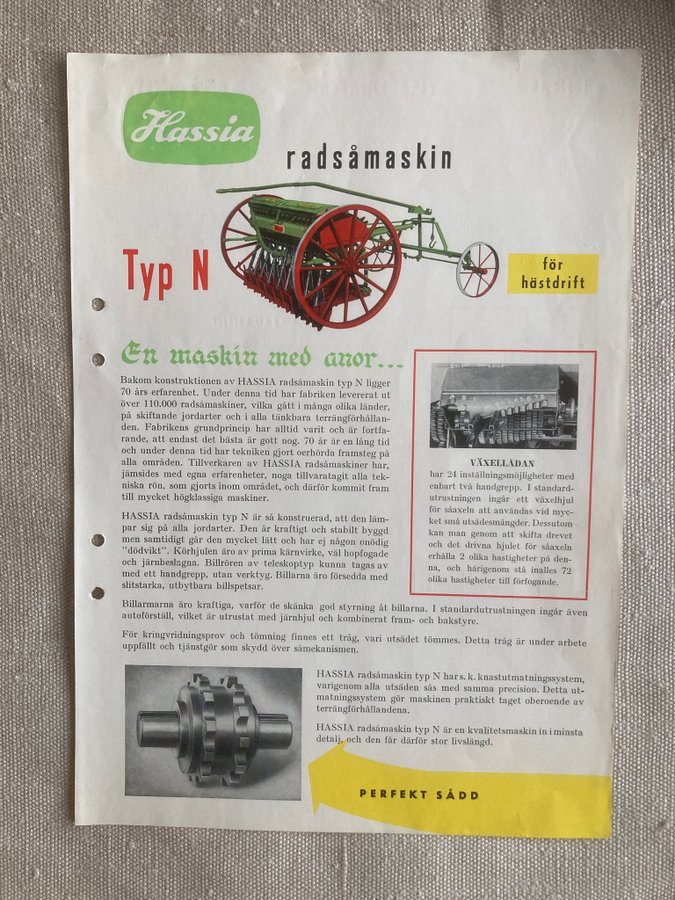 Hassia
radsåmaskin
Typ N
för
hästdrift
En maskin med anor...
Bakom konstruktionen av HASSIA radsåmaskin typ N ligger
70 års erfarenhet. Under denna tid har fabriken levererat ut
över 110.000 radsåmaskiner, vilka gått i många olika länder,
på skiftande jordarter och i alla tänkbara terrängförhållan-
den. Fabrikens grundprincip har alltid varit och är fortfa-
rande, att endast det bästa är gott nog. 70 år är en lång tid
och under denna tid har tekniken gjort oerhörda framsteg på
alla områden. Tillverkaren av HASSIA radsåmaskiner har,
jämsides med egna erfarenheter, noga tillvaratagit alla tek-
niska rön, som gjorts inom området, och därför kommit fram
till mycket högklassiga maskiner.
HASSIA radsåmaskin typ N är så konstruerad, att den läm-
par sig på alla jordarter. Den är kraftigt och stabilt byggd
men samtidigt går den mycket lätt och har ej någon onödig
"dödvikt". Körhjulen äro av prima kärnvirke, väl hopfogade
och järnbeslagna. Billrören av teleskoptyp kunna tagas av
med ett handgrepp, utan verktyg. Billarna äro försedda med
slitstarka, utbytbara billspetsar.
VÄXELLÅDAN
har 24 inställningsmöjligheter med
enbart två handgrepp. I standard-
utrustningen ingår ett växelhjul
för såaxeln att användas vid myc-
ket små utsädesmängder. Dessutom
kan man genom att skifta drevet
och det drivna hjulet för såaxeln
erhålla 2 olika hastigheter på den-
na, och härigenom stå inalles 72
olika hastigheter till förfogande.
Billarmarna äro kraftiga, varför de skänka god styrning åt billarna. I standardutrustningen ingår även
autoförställ, vilket är utrustat med järnhjul och kombinerat fram- och bakstyre.
För kringvridningsprov och tömning finnes ett tråg, vari utsädet tömmes. Detta tråg är under arbete
uppfällt och tjänstgör som skydd över såmekanismen.
HASSIA radsåmaskin typ N har s. k. knastutmatningssystem,
varigenom alla utsäden sås med samma precision. Detta ut-
matningssystem gör maskinen praktiskt taget oberoende av
terrängförhållandena.
HASSIA radsåmaskin typ N är en kvalitetsmaskin in i minsta
detalj, och den får därför stor livslängd.
PERFEKT SÅDD